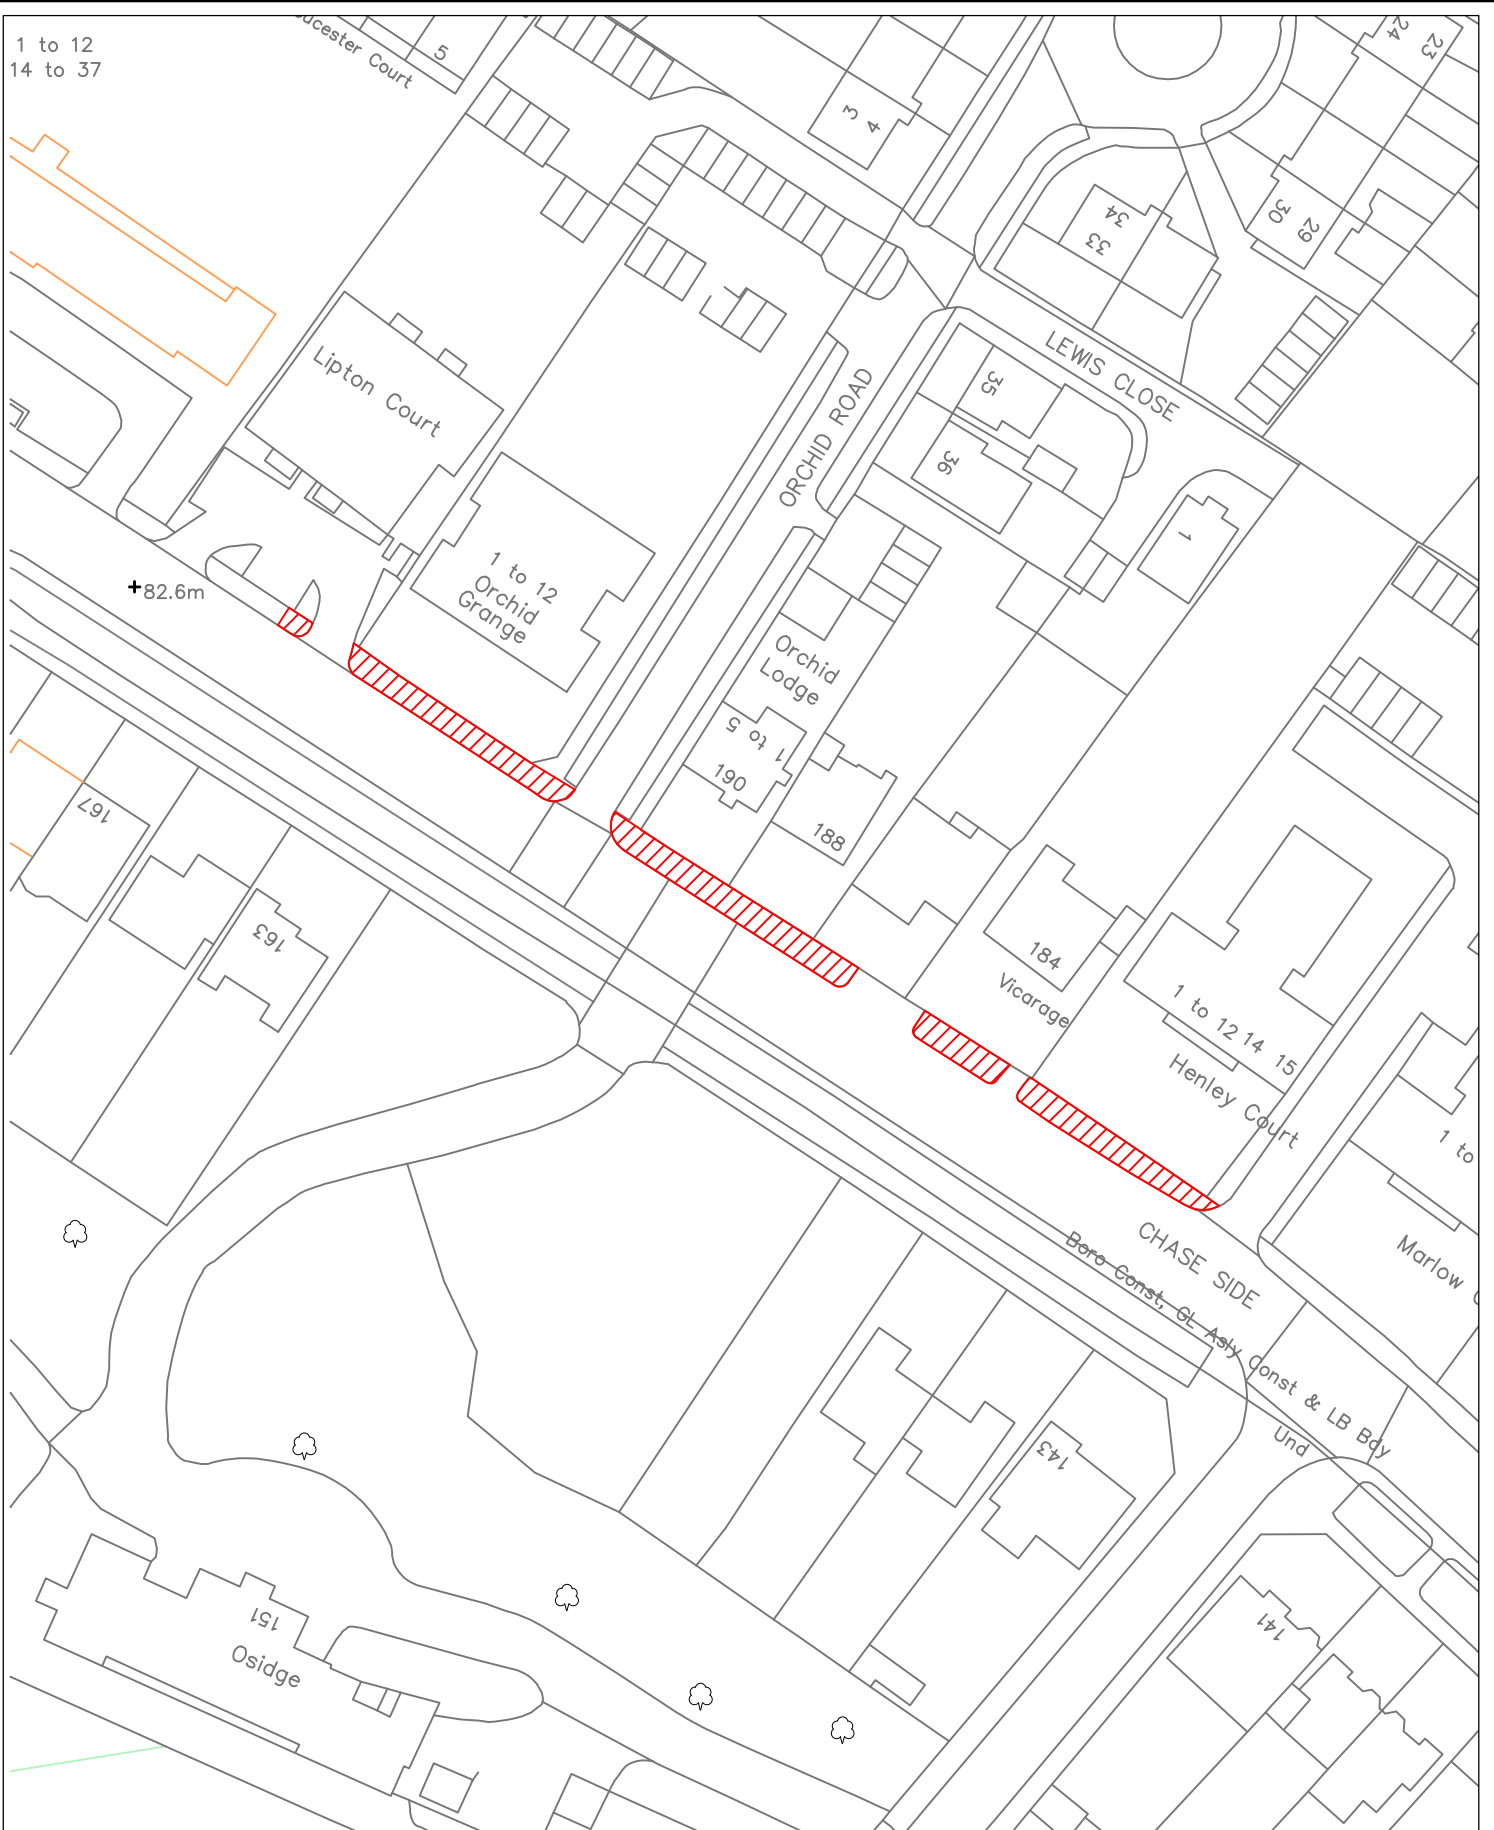 1 to 12
14 to 37
ucester Court
5
3
4
24
23
34
33
30
29
Lipton Court
LEWIS CLOSE
35
36
ORCHID ROAD
1
82.6m
1 to 12
Orchid
Grange
Orchid
Lodge
1 to 5
190
188
167
163
184
Vicarage
1 to 12 14 15
Henley Court
1 to
Marlow C
CHASE SIDE
Boro Const, GL Asly Const & LB Bdy
Und
143
141
151
Osidge